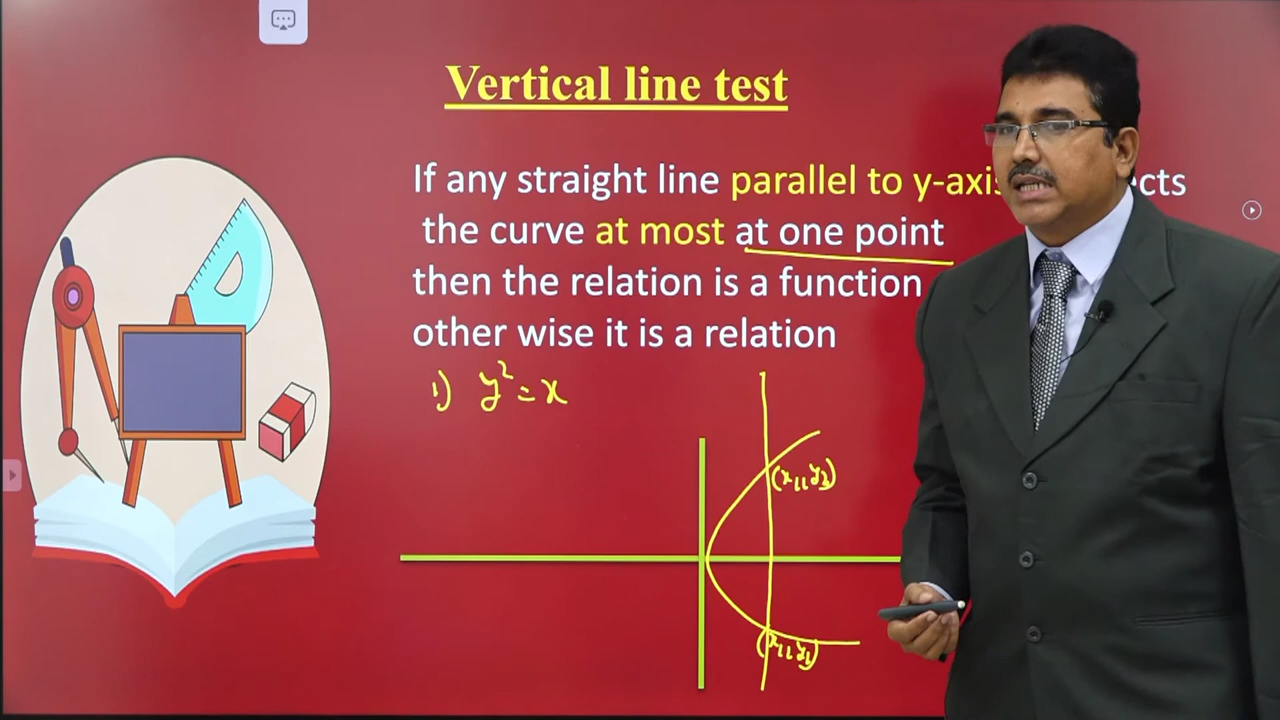 Vertical line test
If any straight line parallel to y-axis
the curve at most at one point
then the relation is a function
other wise it is a relation
1) y² = x
(x₁, y₂)
(x₁, y₁)